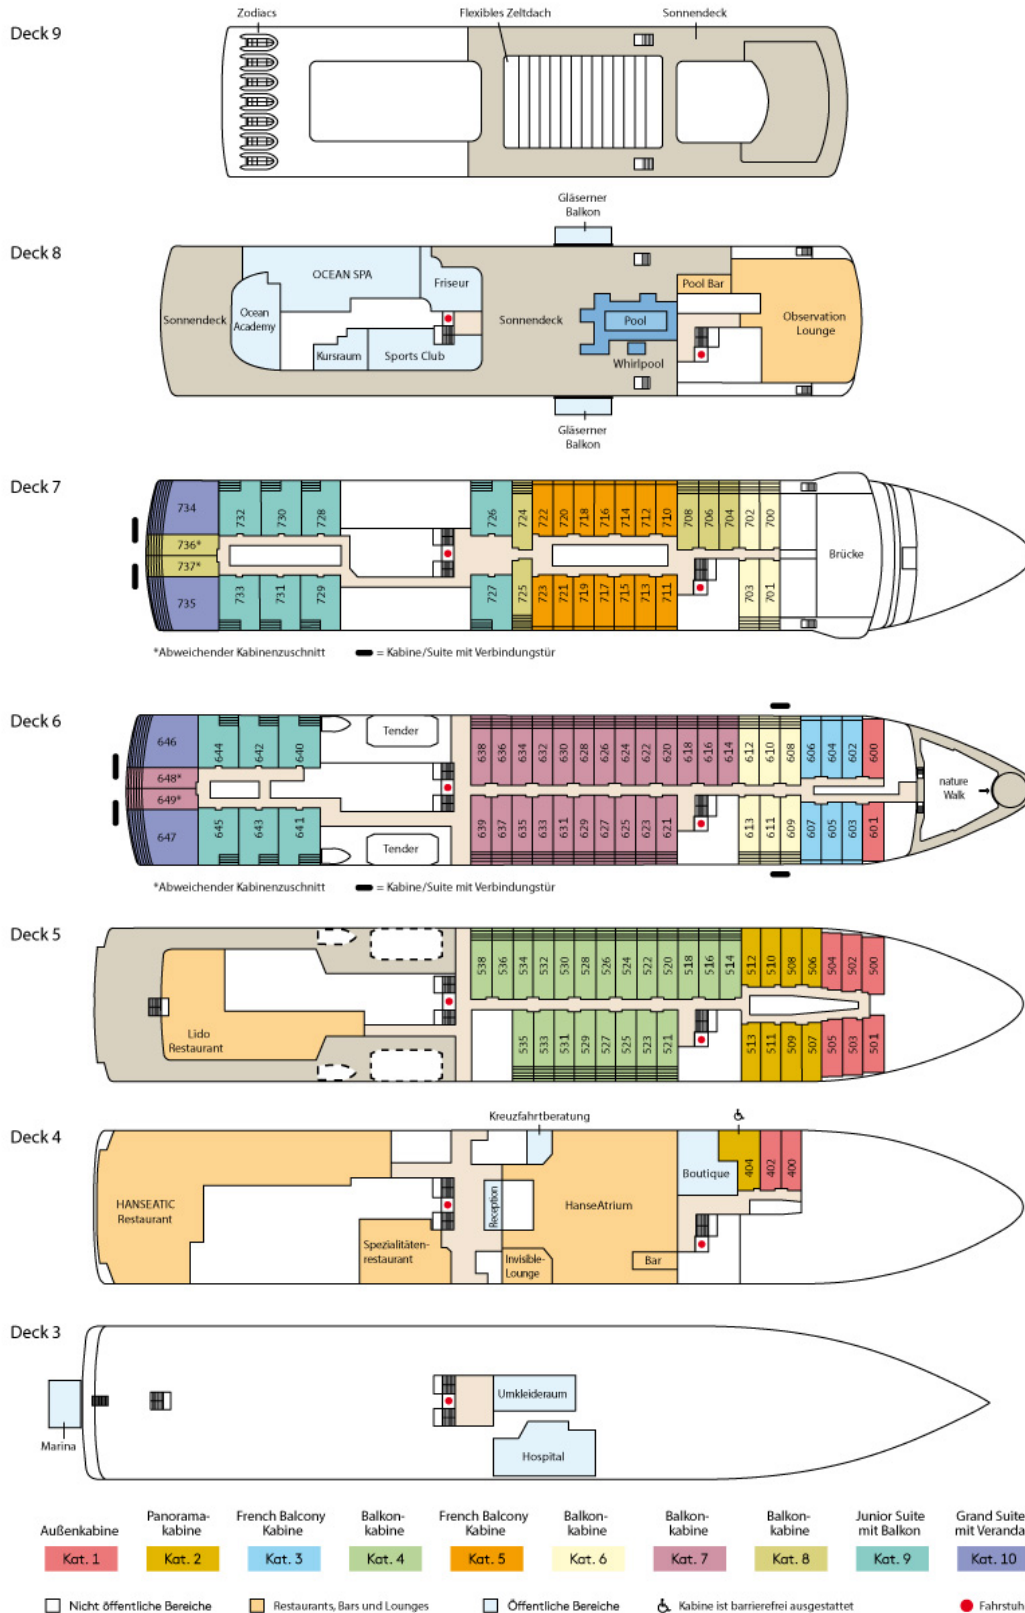 Zodiacs
Flexibles Zeltdach
Sonnendeck
Deck 9
Gläserner
Balkon
Deck 8
OCEAN SPA
Friseur
Pool Bar
Sonnendeck
Ocean
Academy
Sonnendeck
Pool
Observation
Lounge
Kursraum
Sports Club
Whirlpool
Gläserner
Balkon
Deck 7
734
732
730
728
726
724
722
720
718
716
714
712
710
708
706
704
702
700
736*
737*
Brücke
735
733
731
729
727
725
723
721
719
717
715
713
711
703
701
*Abweichender Kabinenzuschnitt
= Kabine/Suite mit Verbindungstür
Deck 6
646
644
642
640
Tender
638
636
634
632
630
628
626
624
622
620
618
616
614
612
610
608
606
604
602
600
648*
649*
nature
Walk
647
645
643
641
Tender
639
637
635
633
631
629
627
625
623
621
613
611
609
607
605
603
601
*Abweichender Kabinenzuschnitt
= Kabine/Suite mit Verbindungstür
Deck 5
538
536
534
532
530
528
526
524
522
520
518
516
514
512
510
508
506
504
502
500
Lido
Restaurant
535
533
531
529
527
525
523
521
513
511
509
507
505
503
501
Kreuzfahrtberatung
Deck 4
Boutique
404
402
400
HANSEATIC
Restaurant
Reception
HanseAtrium
Spezialitäten-
restaurant
Invisible-
Lounge
Bar
Deck 3
Umkleideraum
Marina
Hospital
Außenkabine
Kat. 1
Panorama-
kabine
Kat. 2
French Balcony
Kabine
Kat. 3
Balkon-
kabine
Kat. 4
French Balcony
Kabine
Kat. 5
Balkon-
kabine
Kat. 6
Balkon-
kabine
Kat. 7
Balkon-
kabine
Kat. 8
Junior Suite
mit Balkon
Kat. 9
Grand Suite
mit Veranda
Kat. 10
Nicht öffentliche Bereiche
Restaurants, Bars und Lounges
Öffentliche Bereiche
Kabine ist barrierefrei ausgestattet
Fahrstuh